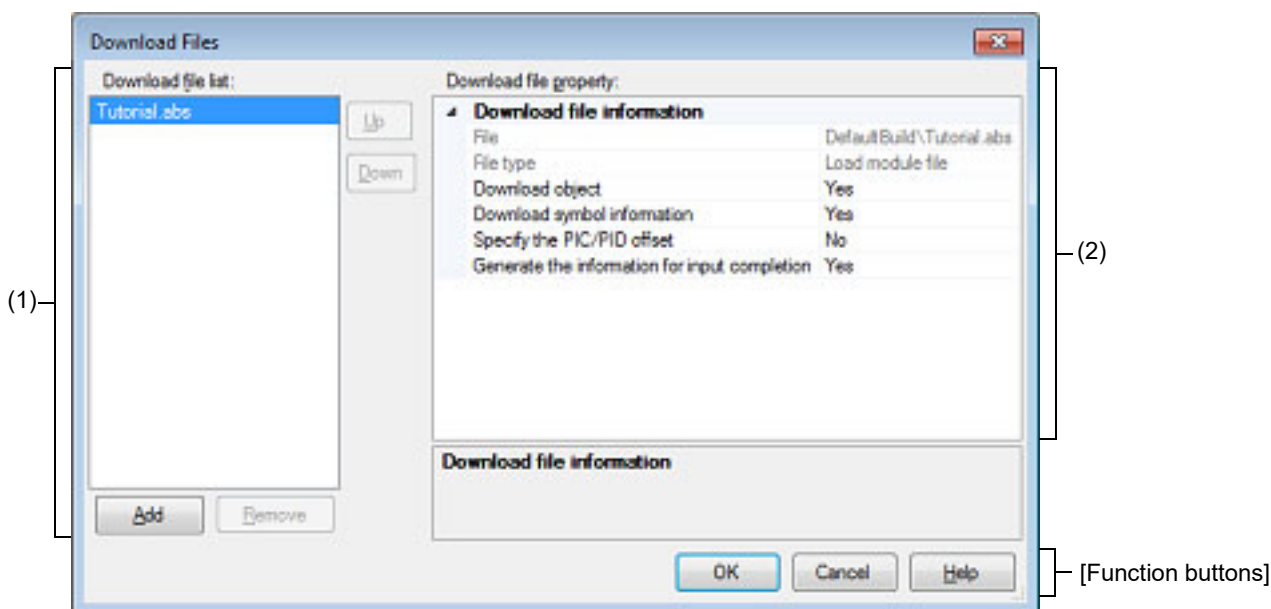 Download Files
Download file list:
Tutorial.abs
Up
Down
Add
Remove
Download file property:
Download file information
File DefaultBuild\Tutorial.abs
File type Load module file
Download object Yes
Download symbol information Yes
Specify the PIC/PID offset No
Generate the information for input completion Yes
Download file information
OK Cancel Help
(1)
(2)
[Function buttons]